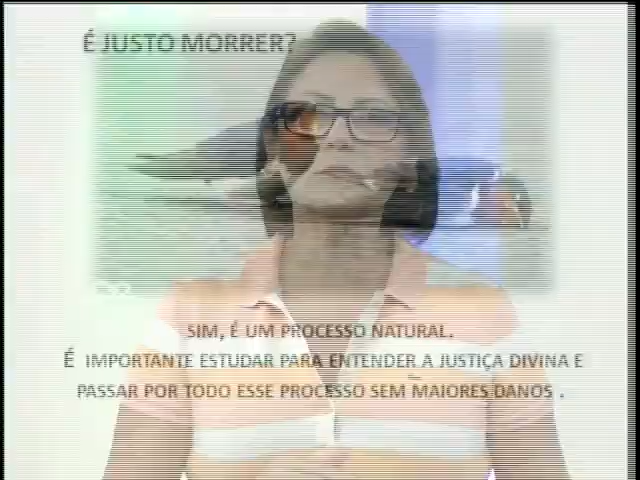 É JUSTO MORRER?
SIM, É UM PROCESSO NATURAL.
É IMPORTANTE ESTUDAR PARA ENTENDER A JUSTIÇA DIVINA E
PASSAR POR TODO ESSE PROCESSO SEM MAIORES DANOS .